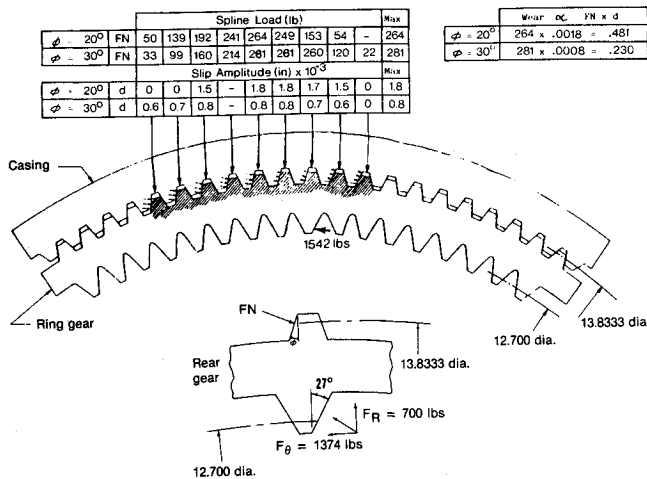 Spline Load (lb) Max
ϕ = 20° FN 50 139 192 241 264 249 153 54 - 264
ϕ = 30° FN 33 99 160 214 261 261 260 120 22 281
Slip Amplitude (in) x 10⁻³ Max
ϕ = 20° d 0 0 1.5 - 1.8 1.8 1.7 1.5 0 1.8
ϕ = 30° d 0.6 0.7 0.8 - 0.8 0.8 0.7 0.6 0 0.8
Wear ∝ FN x d
ϕ = 20° 264 x .0018 = .481
ϕ = 30° 281 x .0008 = .230
Casing
1542 lbs
Ring gear
13.8333 dia.
12.700 dia.
FN
ϕ
13.8333 dia.
Rear gear
27°
F_R = 700 lbs
F_θ = 1374 lbs
12.700 dia.